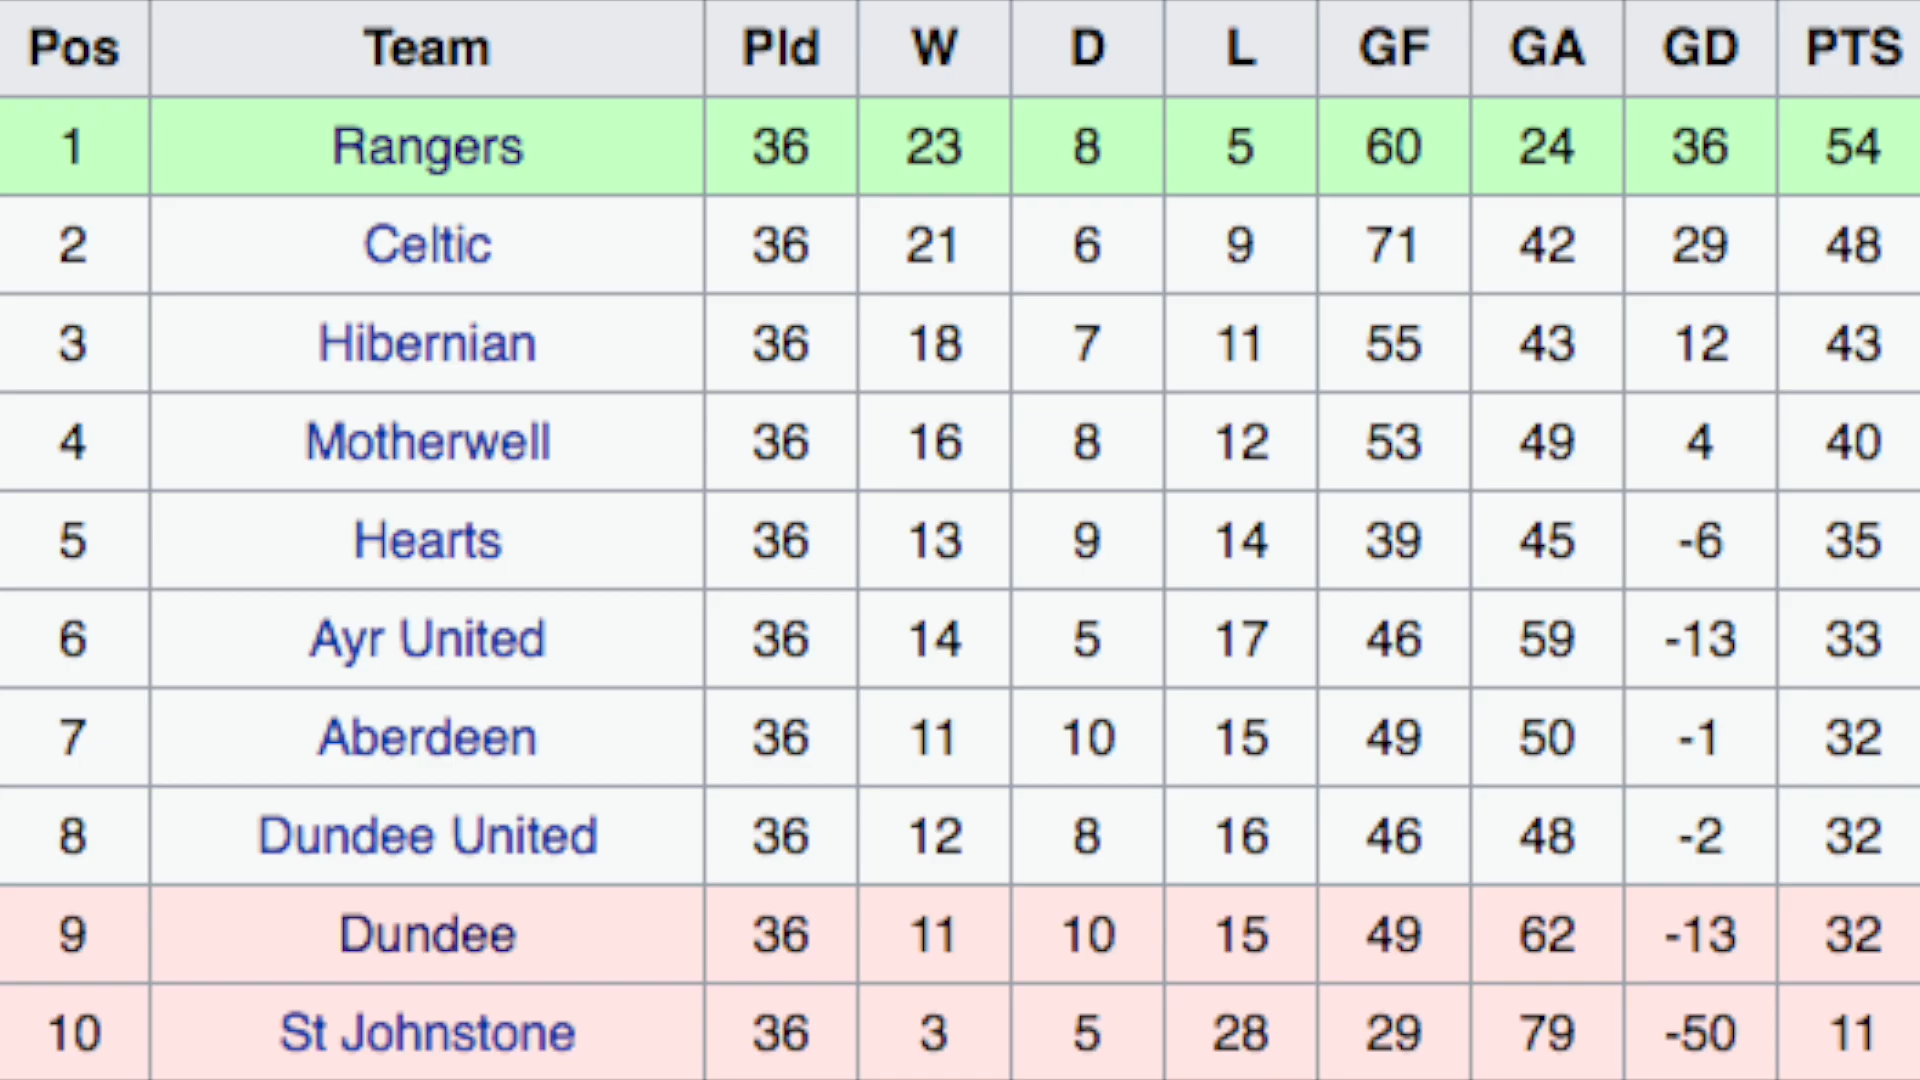 Pos Team Pld W D L GF GA GD PTS
1 Rangers 36 23 8 5 60 24 36 54
2 Celtic 36 21 6 9 71 42 29 48
3 Hibernian 36 18 7 11 55 43 12 43
4 Motherwell 36 16 8 12 53 49 4 40
5 Hearts 36 13 9 14 39 45 -6 35
6 Ayr United 36 14 5 17 46 59 -13 33
7 Aberdeen 36 11 10 15 49 50 -1 32
8 Dundee United 36 12 8 16 46 48 -2 32
9 Dundee 36 11 10 15 49 62 -13 32
10 St Johnstone 36 3 5 28 29 79 -50 11